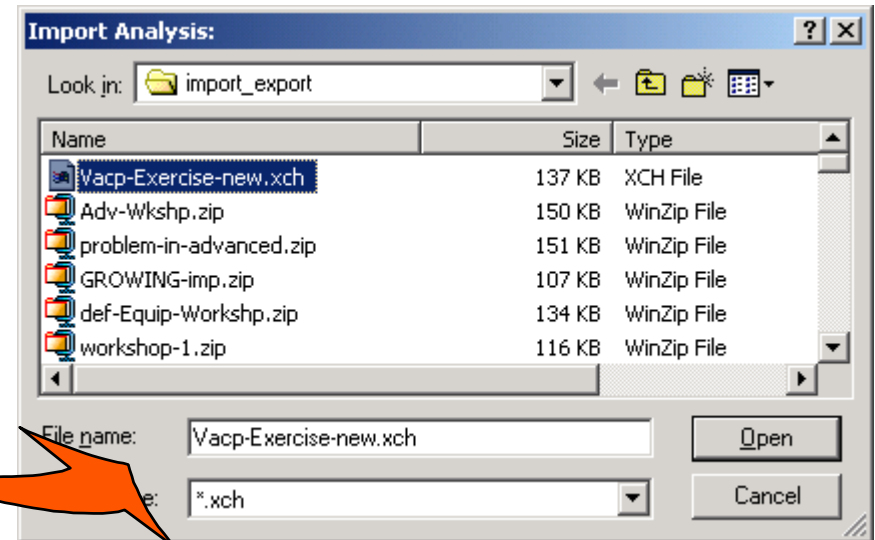 Import Analysis:
Look in: import_export
Name Size Type
Vacp-Exercise-new.xch 137 KB XCH File
Adv-Wkshp.zip 150 KB WinZip File
problem-in-advanced.zip 151 KB WinZip File
GROWING-imp.zip 107 KB WinZip File
def-Equip-Workshp.zip 134 KB WinZip File
workshop-1.zip 116 KB WinZip File
File name: Vacp-Exercise-new.xch Open
*.xch Cancel